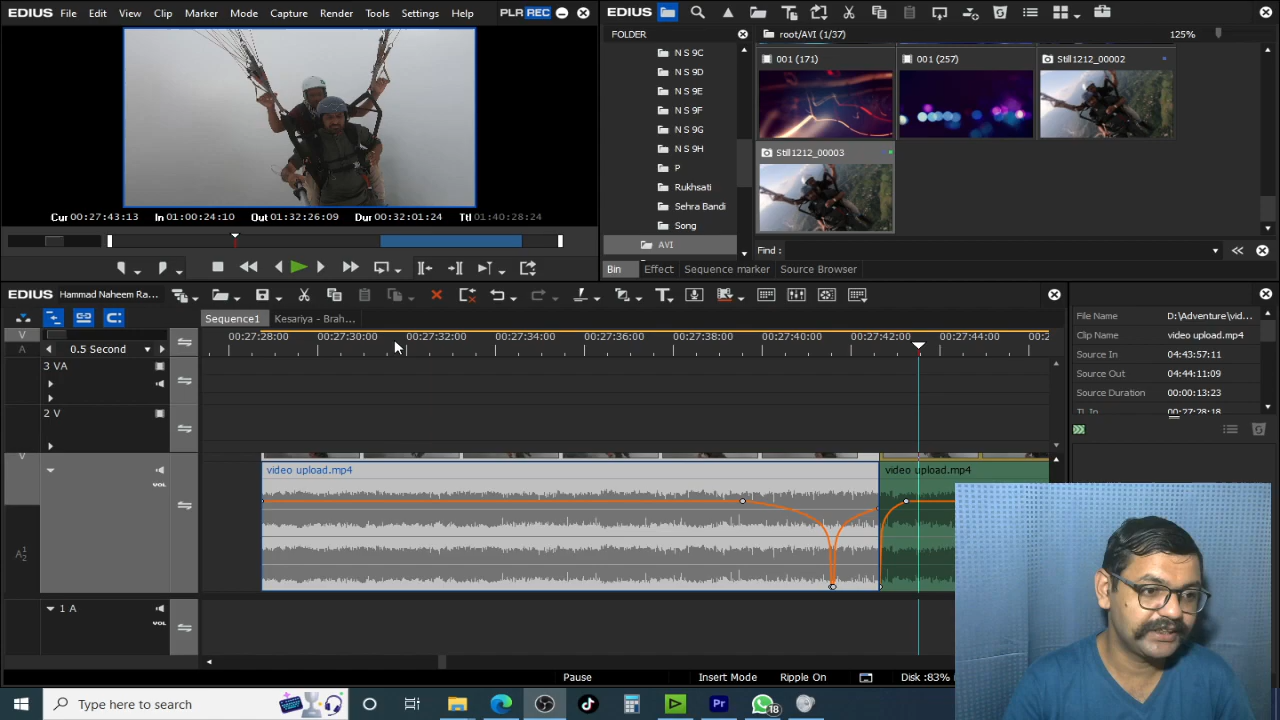 EDIUS File Edit View Clip Marker Mode Capture Render Tools Settings Help PLR REC
Cur 00:27:43:13 In 01:00:24:10 Out 01:32:26:09 Dur 00:32:01:24 Ttl 01:40:28:24
EDIUS
FOLDER
root/AVI (1/37)
125%
N S 9C
N S 9D
N S 9E
N S 9F
N S 9G
N S 9H
P
Rukhsati
Sehra Bandi
Song
AVI
001 (171)
001 (257)
Still1212_00002
Still1212_00003
Find :
Bin Effect Sequence marker Source Browser
EDIUS Hammad Naheem Ra...
Sequence1 Kesariya - Brah...
V
A
0.5 Second
00:27:28:00 00:27:30:00 00:27:32:00 00:27:34:00 00:27:36:00 00:27:38:00 00:27:40:00 00:27:42:00 00:27:44:00
3 VA
2 V
V
VOL
A 1 2
video upload.mp4
video upload.mp4
1 A
VOL
File Name D:\Adventure\vid...
Clip Name video upload.mp4
Source In 04:43:57:11
Source Out 04:44:11:09
Source Duration 00:00:13:23
TL In 00:27:28:18
Pause Insert Mode Ripple On Disk :83%
Type here to search
Pr
18